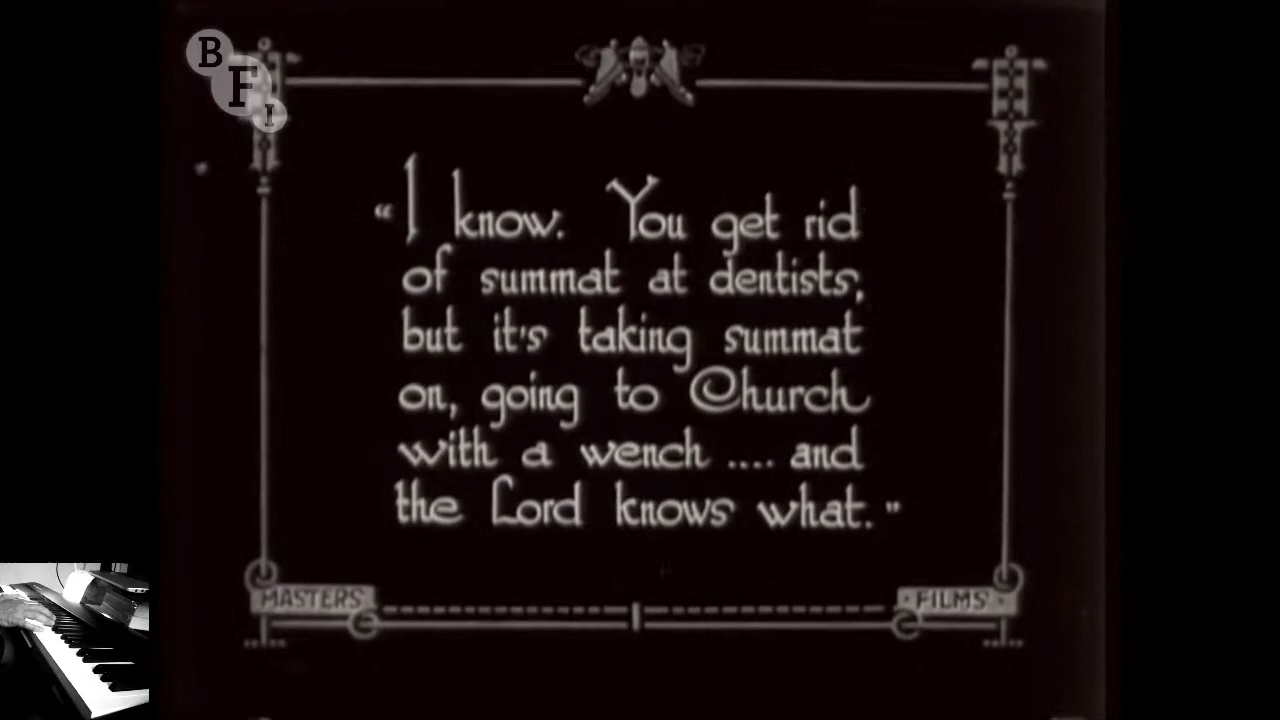 BFI
“I know. You get rid
of summat at dentists,
but it's taking summat
on, going to Church
with a wench .... and
the Lord knows what.”
MASTERS
FILMS